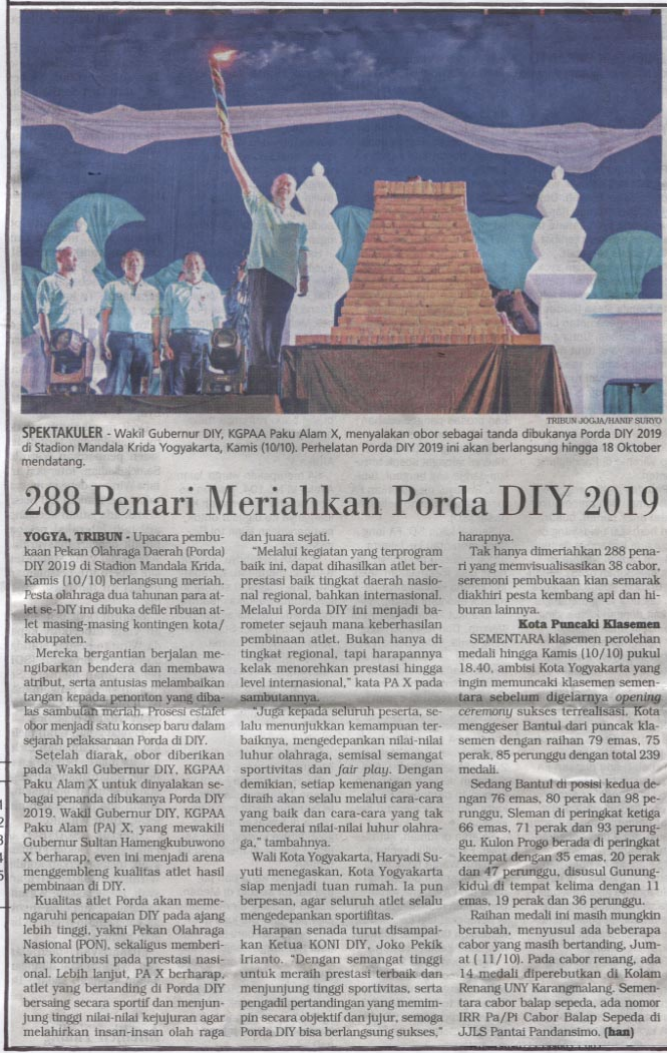 TRIBUN JOGJA/HANIF SURYO
SPEKTAKULER - Wakil Gubernur DIY, KGPAA Paku Alam X, menyalakan obor sebagai tanda dibukanya Porda DIY 2019
di Stadion Mandala Krida Yogyakarta, Kamis (10/10). Perhelatan Porda DIY 2019 ini akan berlangsung hingga 18 Oktober
mendatang.
288 Penari Meriahkan Porda DIY 2019
YOGYA, TRIBUN - Upacara pembu-
kaan Pekan Olahraga Daerah (Porda)
DIY 2019 di Stadion Mandala Krida,
Kamis (10/10) berlangsung meriah.
Pesta olahraga dua tahunan para at-
let se-DIY ini dibuka defile ribuan at-
let masing-masing kontingen kota/
kabupaten.
Mereka bergantian berjalan me-
ngibarkan bendera dan membawa
atribut, serta antusias melambaikan
tangan kepada penonton yang diba-
las sambutan meriah. Prosesi estafet
obor menjadi satu konsep baru dalam
sejarah pelaksanaan Porda di DIY.
Setelah diarak, obor diberikan
pada Wakil Gubernur DIY, KGPAA
Paku Alam X untuk dinyalakan se-
bagai penanda dibukanya Porda DIY
2019. Wakil Gubernur DIY, KGPAA
Paku Alam (PA) X, yang mewakili
Gubernur Sultan Hamengkubuwono
X berharap, even ini menjadi arena
menggembleng kualitas atlet hasil
pembinaan di DIY.
Kualitas atlet Porda akan meme-
ngaruhi pencapaian DIY pada ajang
lebih tinggi, yakni Pekan Olahraga
Nasional (PON), sekaligus memberi-
kan kontribusi pada prestasi nasi-
onal. Lebih lanjut, PA X berharap,
atlet yang bertanding di Porda DIY
bersaing secara sportif dan menjun-
jung tinggi nilai-nilai kejujuran agar
melahirkan insan-insan olah raga
dan juara sejati.
"Melalui kegiatan yang terprogram
baik ini, dapat dihasilkan atlet ber-
prestasi baik tingkat daerah nasio-
nal regional, bahkan internasional.
Melalui Porda DIY ini menjadi ba-
rometer sejauh mana keberhasilan
pembinaan atlet. Bukan hanya di
tingkat regional, tapi harapannya
kelak menorehkan prestasi hingga
level internasional," kata PA X pada
sambutannya.
"Juga kepada seluruh peserta, se-
lalu menunjukkan kemampuan ter-
baiknya, mengedepankan nilai-nilai
luhur olahraga, semisal semangat
sportivitas dan fair play. Dengan
demikian, setiap kemenangan yang
diraih akan selalu melalui cara-cara
yang baik dan cara-cara yang tak
mencederai nilai-nilai luhur olahra-
ga," tambahnya.
Wali Kota Yogyakarta, Haryadi Su-
yuti menegaskan, Kota Yogyakarta
siap menjadi tuan rumah. Ia pun
berpesan, agar seluruh atlet selalu
mengedepankan sportifitas.
Harapan senada turut disampai-
kan Ketua KONI DIY, Joko Pekik
Irianto. "Dengan semangat tinggi
untuk meraih prestasi terbaik dan
menjunjung tinggi sportivitas, serta
pengadil pertandingan yang memim-
pin secara objektif dan jujur, semoga
Porda DIY bisa berlangsung sukses,"
harapnya.
Tak hanya dimeriahkan 288 pena-
ri yang memvisualisasikan 38 cabor,
seremoni pembukaan kian semarak
diakhiri pesta kembang api dan hi-
buran lainnya.
Kota Puncaki Klasemen
SEMENTARA klasemen perolehan
medali hingga Kamis (10/10) pukul
18.40, ambisi Kota Yogyakarta yang
ingin memuncaki klasemen semen-
tara sebelum digelarnya opening
ceremony sukses terrealisasi. Kota
menggeser Bantul dari puncak kla-
semen dengan raihan 79 emas, 75
perak, 85 perunggu dengan total 239
medali.
Sedang Bantul di posisi kedua de-
ngan 76 emas, 80 perak dan 98 pe-
runggu, Sleman di peringkat ketiga
66 emas, 71 perak dan 93 perung-
gu. Kulon Progo berada di peringkat
keempat dengan 35 emas, 20 perak
dan 47 perunggu, disusul Gunung-
kidul di tempat kelima dengan 11
emas, 19 perak dan 36 perunggu.
Raihan medali ini masih mungkin
berubah, menyusul ada beberapa
cabor yang masih bertanding, Jum-
at ( 11/10). Pada cabor renang, ada
14 medali diperebutkan di Kolam
Renang UNY Karangmalang. Semen-
tara cabor balap sepeda, ada nomor
IRR Pa/Pi Cabor Balap Sepeda di
JJLS Pantai Pandansimo. (han)